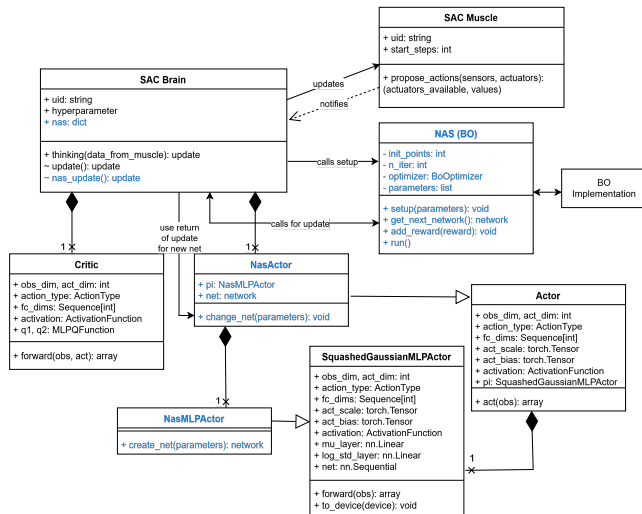 SAC Muscle
+ uid: string
+ start_steps: int
+ propose_actions(sensors, actuators):
(actuators_available, values)
SAC Brain
+ uid: string
+ hyperparameter
+ nas: dict
+ thinking(data_from_muscle): update
~ update(): update
~ nas_update(): update
updates
notifies
calls setup
calls for update
NAS (BO)
- init_points: int
- n_iter: int
- optimizer: BoOptimizer
- parameters: list
+ setup(parameters): void
+ get_next_network(): network
+ add_reward(reward): void
+ run()
BO
Implementation
use return
of update
for new net
1
1
Critic
+ obs_dim, act_dim: int
+ action_type: ActionType
+ fc_dims: Sequence[int]
+ activation: ActivationFunction
+ q1, q2: MLPQFunction
+ forward(obs, act): array
NasActor
+ pi: NasMLPActor
+ net: network
+ change_net(parameters): void
Actor
+ obs_dim, act_dim: int
+ action_type: ActionType
+ fc_dims: Sequence[int]
+ act_scale: torch.Tensor
+ act_bias: torch.Tensor
+ activation: ActivationFunction
+ pi: SquashedGaussianMLPActor
+ act(obs): array
1
NasMLPActor
+ create_net(parameters): network
SquashedGaussianMLPActor
+ obs_dim, act_dim: int
+ action_type: ActionType
+ fc_dims: Sequence[int]
+ act_scale: torch.Tensor
+ act_bias: torch.Tensor
+ activation: ActivationFunction
+ mu_layer: nn.Linear
+ log_std_layer: nn.Linear
+ net: nn.Sequential
+ forward(obs): array
+ to_device(device): void
1